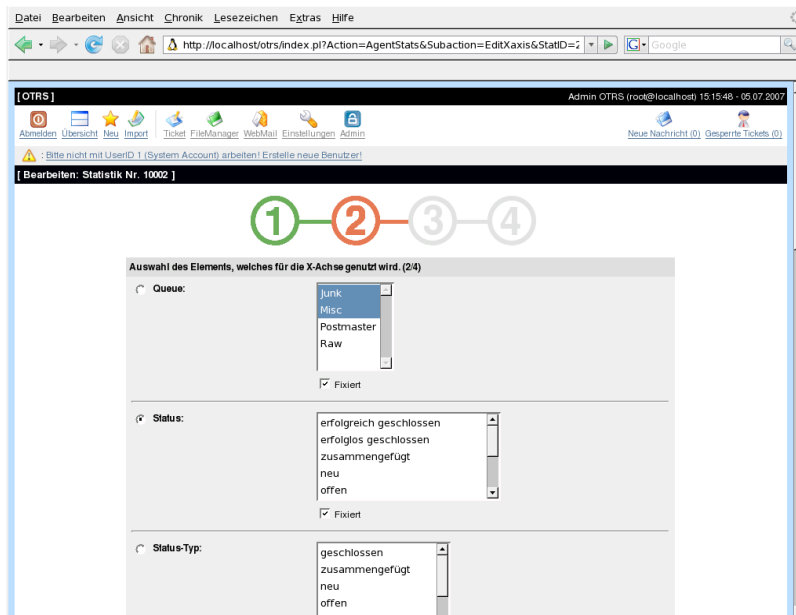 Datei Bearbeiten Ansicht Chronik Lesezeichen Extras Hilfe
http://localhost/otrs/index.pl?Action=AgentStats&Subaction=EditXaxis&StatID=2
G Google
[ OTRS ] Admin OTRS (root@localhost) 15:15:48 - 05.07.2007
Abmelden Übersicht Neu Import Ticket FileManager WebMail Einstellungen Admin Neue Nachricht (0) Gesperrte Tickets (0)
: Bitte nicht mit UserID 1 (System Account) arbeiten! Erstelle neue Benutzer!
[ Bearbeiten: Statistik Nr. 10002 ]
1 2 3 4
Auswahl des Elements, welches für die X-Achse genutzt wird. (2/4)
Queue:
Junk
Misc
Postmaster
Raw
Fixiert
Status:
erfolgreich geschlossen
erfolglos geschlossen
zusammengefügt
neu
offen
Fixiert
Status-Typ:
geschlossen
zusammengefügt
neu
offen